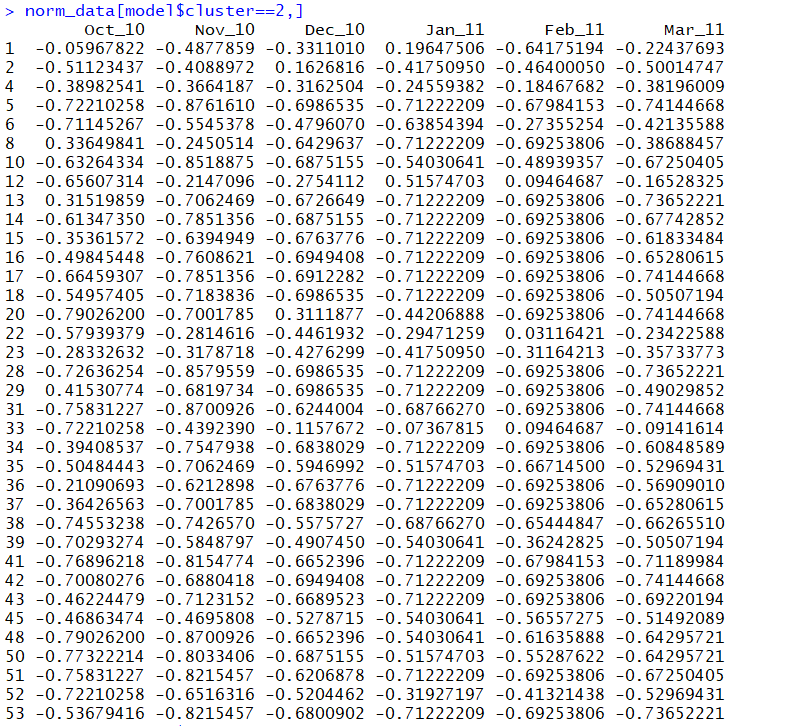 > norm_data[model$cluster==2,]
Oct_10 Nov_10 Dec_10 Jan_11 Feb_11 Mar_11
1 -0.05967822 -0.4877859 -0.3311010 0.19647506 -0.64175194 -0.22437693
2 -0.51123437 -0.4088972 0.1626816 -0.41750950 -0.46400050 -0.50014747
4 -0.38982541 -0.3664187 -0.3162504 -0.24559382 -0.18467682 -0.38196009
5 -0.72210258 -0.8761610 -0.6985535 -0.71222209 -0.67984153 -0.74144668
6 -0.71145267 -0.5545378 -0.4796070 -0.63854394 -0.27355254 -0.42135588
8 0.33649841 -0.2450514 -0.6429637 -0.71222209 -0.69253806 -0.38688457
10 -0.63264334 -0.8518875 -0.6875155 -0.54030641 -0.48939357 -0.67250405
12 -0.65607314 -0.2147096 -0.2754112 0.51574703 0.09464687 -0.16528325
13 0.31519859 -0.7062469 -0.6726649 -0.71222209 -0.69253806 -0.73652221
14 -0.61347350 -0.7851356 -0.6875155 -0.71222209 -0.69253806 -0.67742852
15 -0.35361572 -0.6394949 -0.6763776 -0.71222209 -0.69253806 -0.61833484
16 -0.49845448 -0.7608621 -0.6949408 -0.71222209 -0.69253806 -0.65280615
17 -0.66459307 -0.7851356 -0.6912282 -0.71222209 -0.69253806 -0.74144668
18 -0.54957405 -0.7183836 -0.6986535 -0.71222209 -0.69253806 -0.50507194
20 -0.79026200 -0.7001785 0.3111877 -0.44206888 -0.69253806 -0.74144668
22 -0.57939379 -0.2814616 -0.4461932 -0.29471259 0.03116421 -0.23422588
23 -0.28332632 -0.3178718 -0.4276299 -0.41750950 -0.31164213 -0.35733773
28 -0.72636254 -0.8579559 -0.6986535 -0.71222209 -0.69253806 -0.73652221
29 0.41530774 -0.6819734 -0.6986535 -0.71222209 -0.69253806 -0.49029852
31 -0.75831227 -0.8700926 -0.6244004 -0.68766270 -0.69253806 -0.74144668
33 -0.72210258 -0.4392390 -0.1157672 -0.07367815 0.09464687 -0.09141614
34 -0.39408537 -0.7547938 -0.6838029 -0.71222209 -0.69253806 -0.60848589
35 -0.50484443 -0.7062469 -0.5946992 -0.51574703 -0.66714500 -0.52969431
36 -0.21090693 -0.6212898 -0.6763776 -0.71222209 -0.69253806 -0.56909010
37 -0.36426563 -0.7001785 -0.6838029 -0.71222209 -0.69253806 -0.65280615
38 -0.74553238 -0.7426570 -0.5575727 -0.68766270 -0.65444847 -0.66265510
39 -0.70293274 -0.5848797 -0.4907450 -0.54030641 -0.36242825 -0.50507194
41 -0.76896218 -0.8154774 -0.6652396 -0.71222209 -0.67984153 -0.71189984
42 -0.70080276 -0.6880418 -0.6949408 -0.71222209 -0.69253806 -0.74144668
43 -0.46224479 -0.7123152 -0.6689523 -0.71222209 -0.69253806 -0.69220194
45 -0.46863474 -0.4695808 -0.5278715 -0.54030641 -0.56557275 -0.51492089
48 -0.79026200 -0.8700926 -0.6652396 -0.54030641 -0.61635888 -0.64295721
50 -0.77322214 -0.8033406 -0.6875155 -0.51574703 -0.55287622 -0.64295721
51 -0.75831227 -0.8215457 -0.6206878 -0.71222209 -0.69253806 -0.67250405
52 -0.72210258 -0.6516316 -0.5204462 -0.31927197 -0.41321438 -0.52969431
53 -0.53679416 -0.8215457 -0.6800902 -0.71222209 -0.69253806 -0.73652221